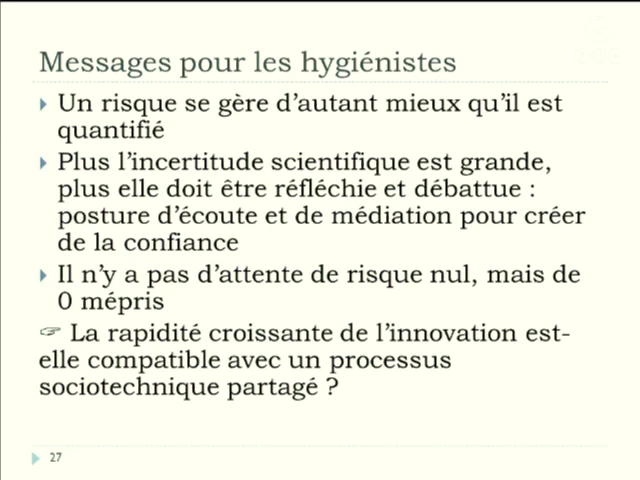 Messages pour les hygiénistes
Un risque se gère d’autant mieux qu’il est
quantifié
Plus l’incertitude scientifique est grande,
plus elle doit être réfléchie et débattue :
posture d’écoute et de médiation pour créer
de la confiance
Il n’y a pas d’attente de risque nul, mais de
0 mépris
☞ La rapidité croissante de l’innovation est-
elle compatible avec un processus
sociotechnique partagé ?
27